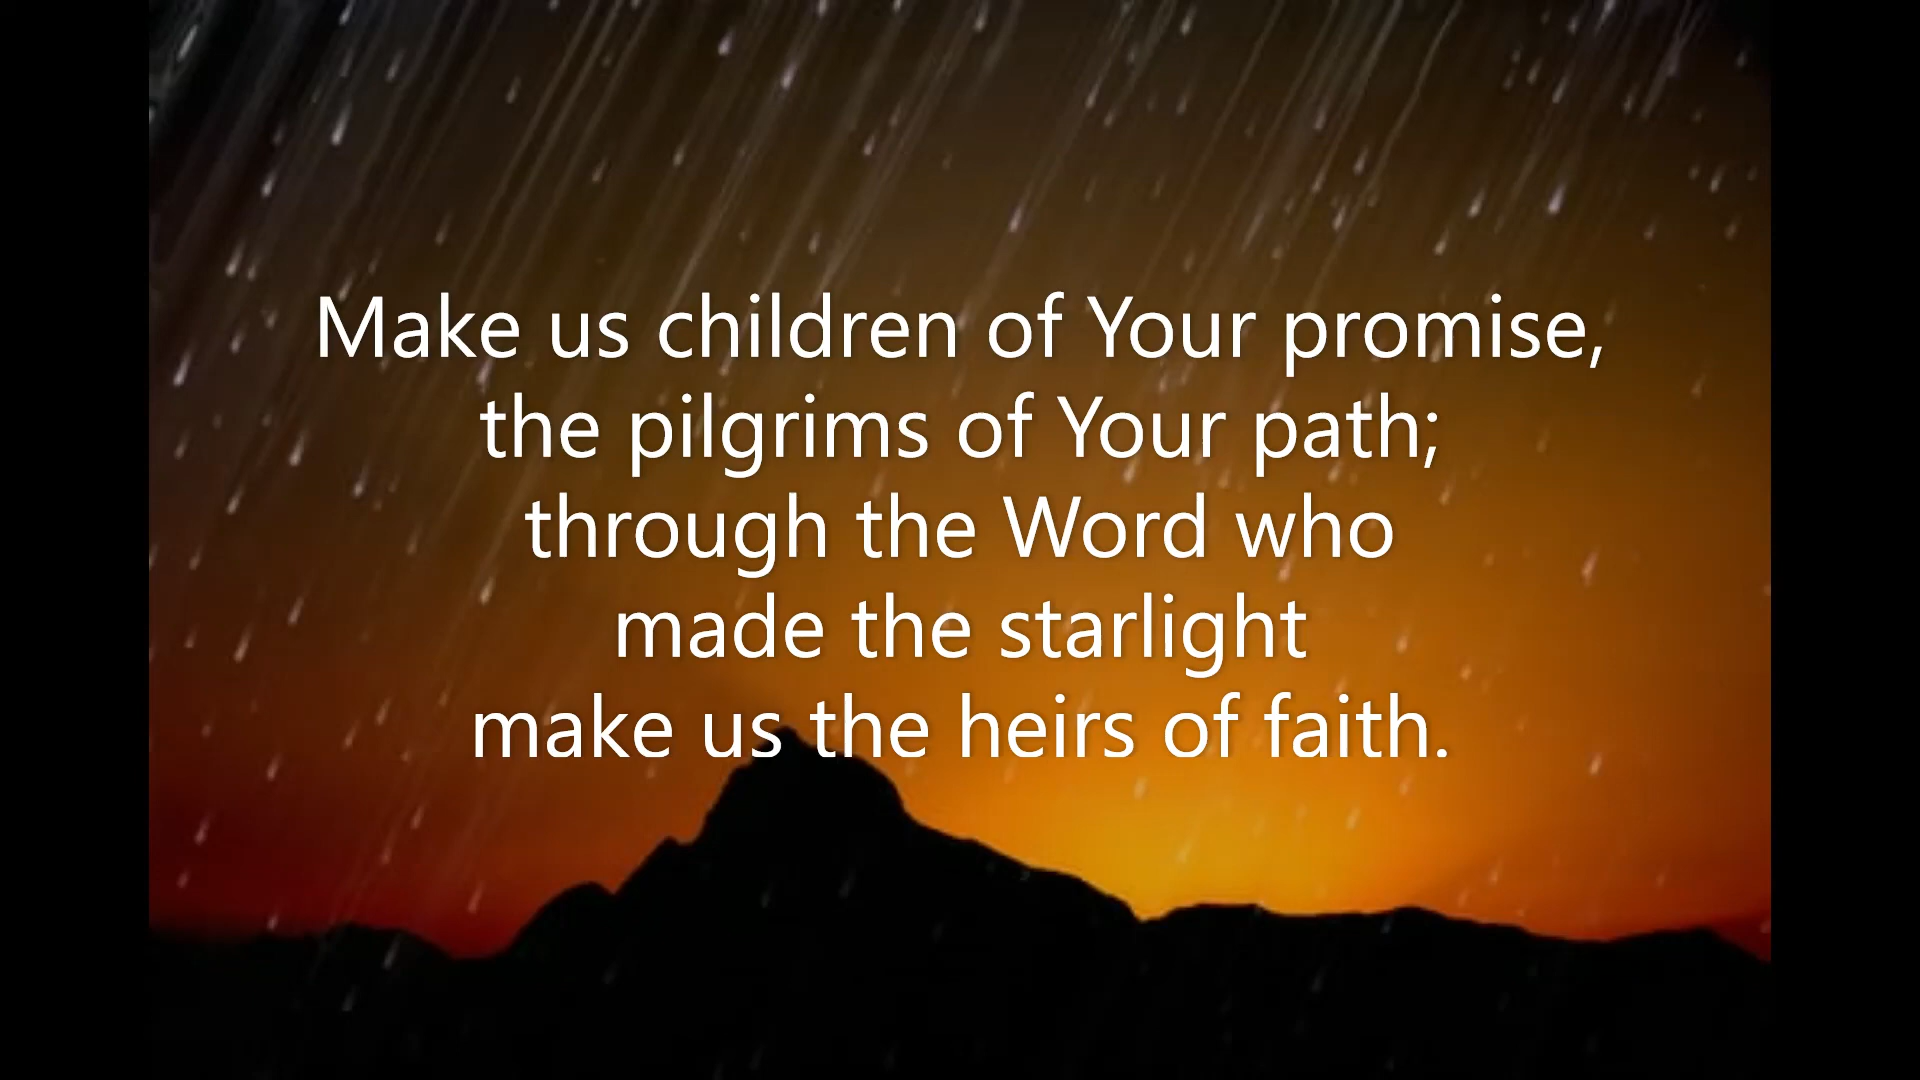 Make us children of Your promise,
the pilgrims of Your path;
through the Word who
made the starlight
make us the heirs of faith.